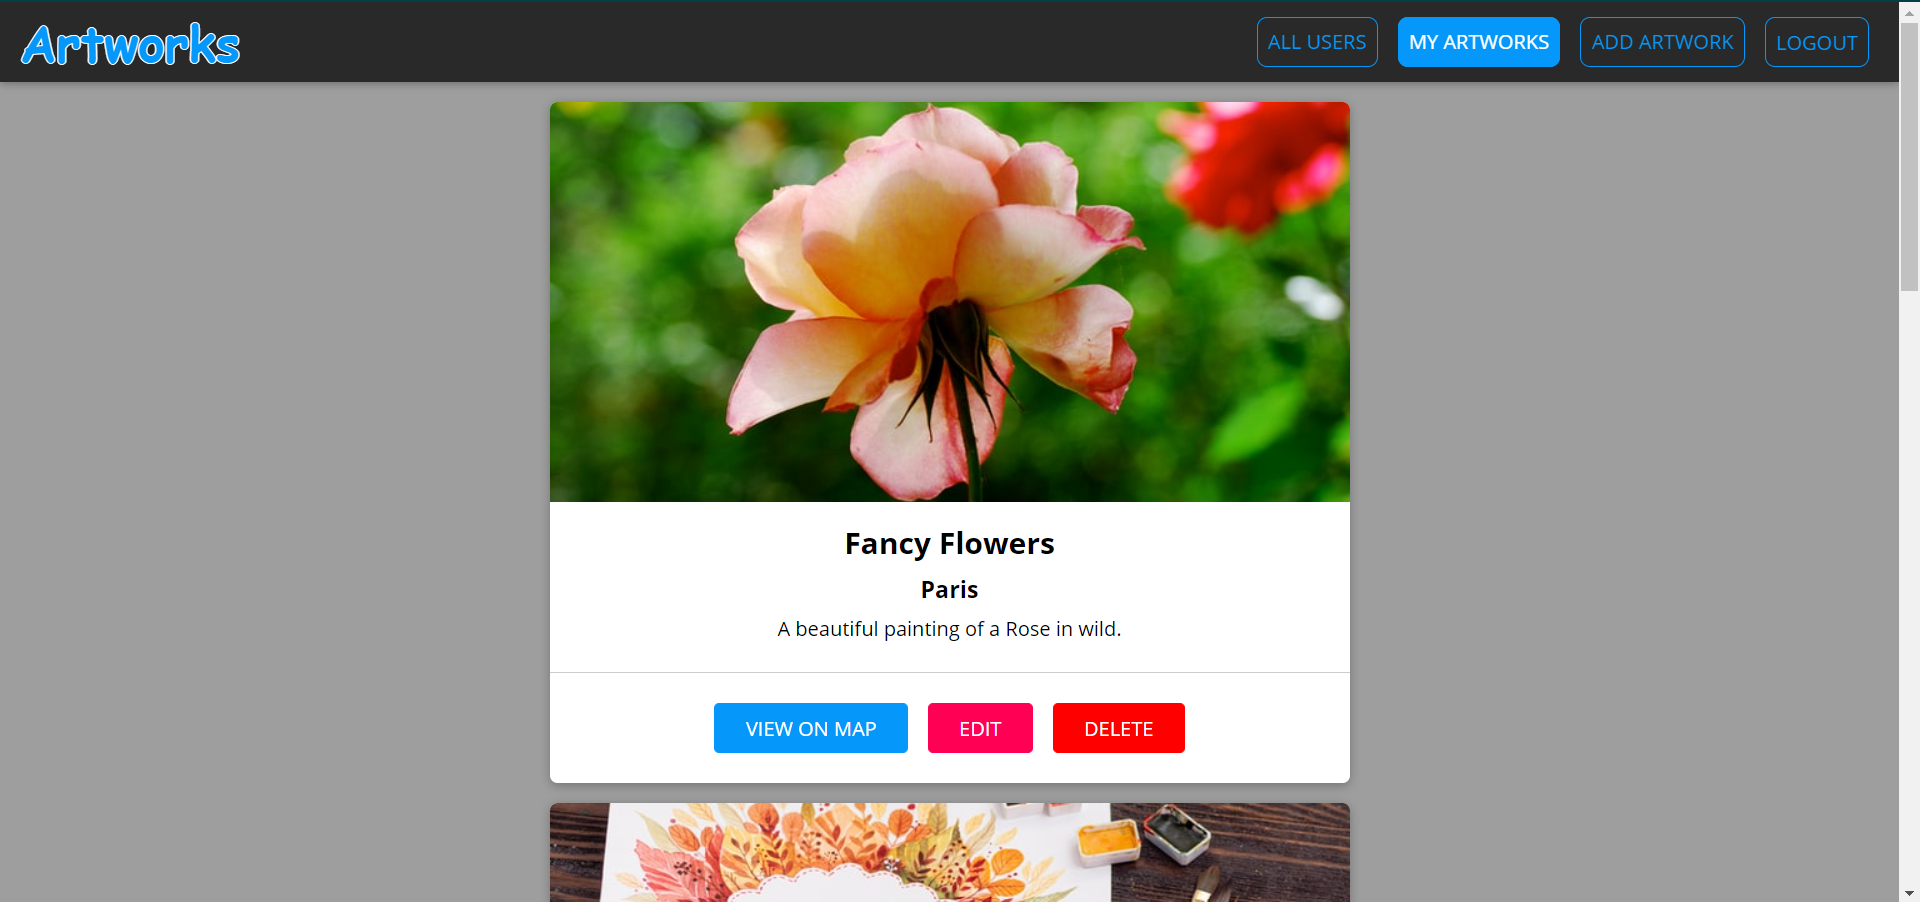 Artworks
ALL USERS
MY ARTWORKS
ADD ARTWORK
LOGOUT
Fancy Flowers
Paris
A beautiful painting of a Rose in wild.
VIEW ON MAP
EDIT
DELETE